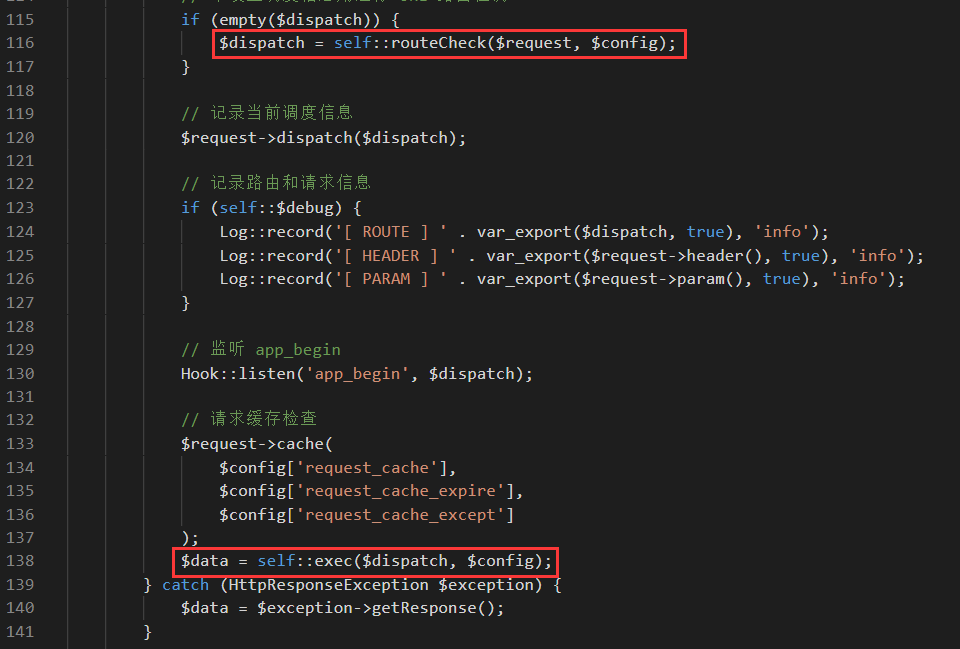 115 if (empty($dispatch)) {
116 $dispatch = self::routeCheck($request, $config);
117 }
118
119 // 记录当前调度信息
120 $request->dispatch($dispatch);
121
122 // 记录路由和请求信息
123 if (self::$debug) {
124 Log::record('[ ROUTE ] ' . var_export($dispatch, true), 'info');
125 Log::record('[ HEADER ] ' . var_export($request->header(), true), 'info');
126 Log::record('[ PARAM ] ' . var_export($request->param(), true), 'info');
127 }
128
129 // 监听 app_begin
130 Hook::listen('app_begin', $dispatch);
131
132 // 请求缓存检查
133 $request->cache(
134 $config['request_cache'],
135 $config['request_cache_expire'],
136 $config['request_cache_except']
137 );
138 $data = self::exec($dispatch, $config);
139 } catch (HttpResponseException $exception) {
140 $data = $exception->getResponse();
141 }